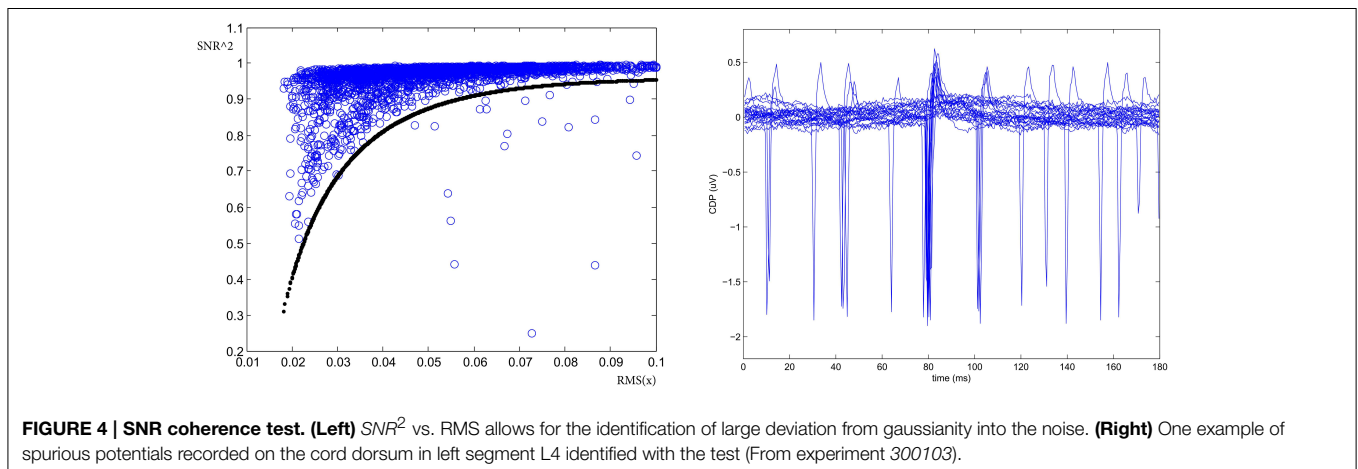 SNR^2
1.1
1
0.9
0.8
0.7
0.6
0.5
0.4
0.3
0.2
0.01 0.02 0.03 0.04 0.05 0.06 0.07 0.08 0.09 0.1
RMS(x)
CDP (uV)
0.5
0
−0.5
−1
−1.5
−2
0 20 40 60 80 100 120 140 160 180
time (ms)
FIGURE 4 | SNR coherence test. (Left) SNR² vs. RMS allows for the identification of large deviation from gaussianity into the noise. (Right) One example of
spurious potentials recorded on the cord dorsum in left segment L4 identified with the test (From experiment 300103).